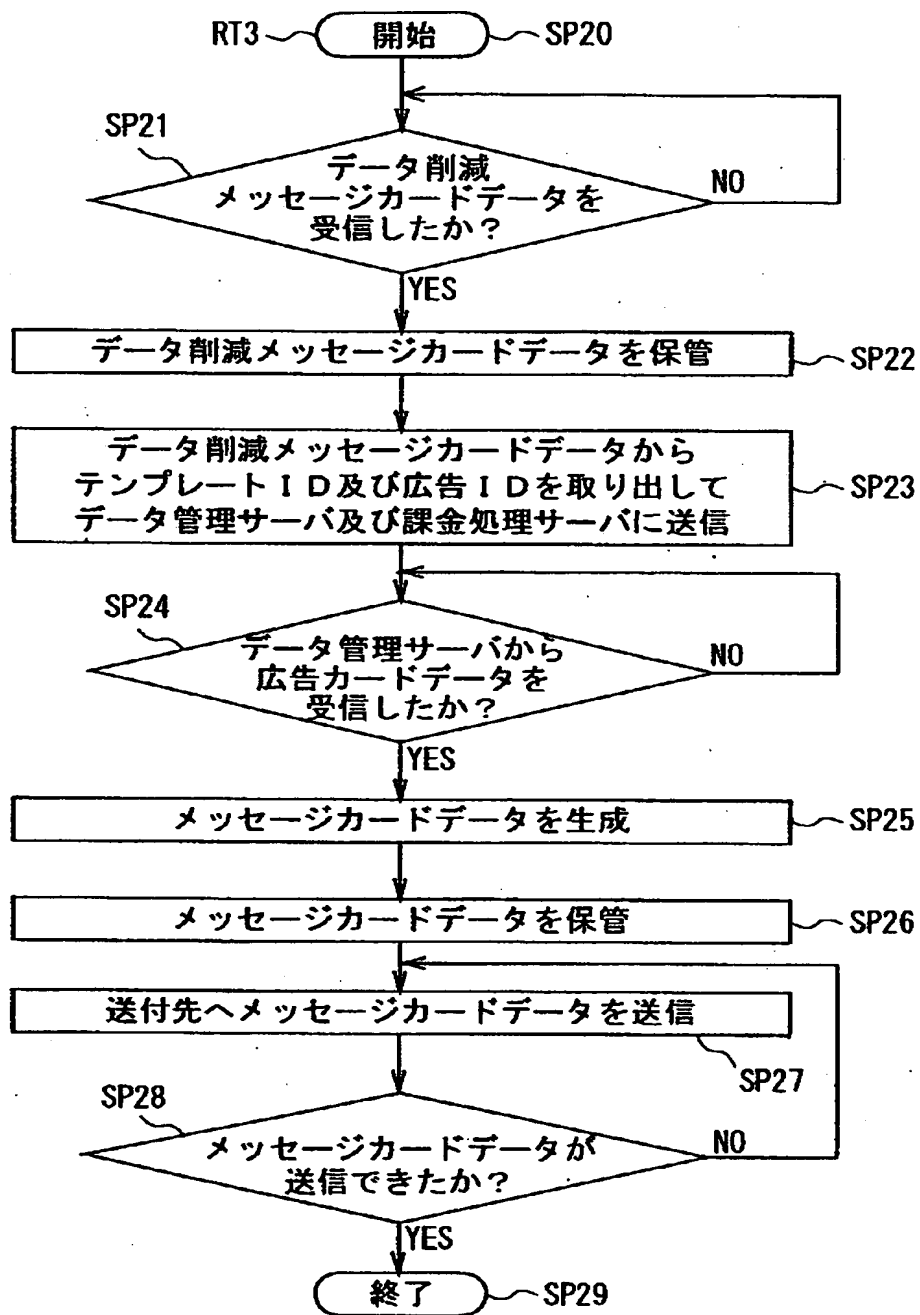 RT3 開始 SP20
SP21
データ削減
メッセージカードデータを
受信したか?
NO
YES
データ削減メッセージカードデータを保管
SP22
データ削減メッセージカードデータから
テンプレートID及び広告IDを取り出して
データ管理サーバ及び課金処理サーバに送信
SP23
SP24
データ管理サーバから
広告カードデータを
受信したか?
NO
YES
メッセージカードデータを生成
SP25
メッセージカードデータを保管
SP26
送付先へメッセージカードデータを送信
SP27
SP28
メッセージカードデータが
送信できたか?
NO
YES
終了 SP29